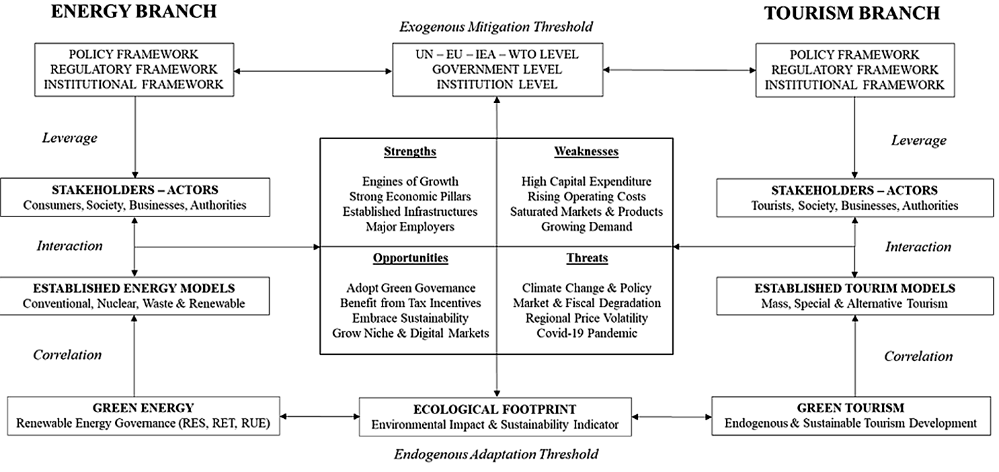 ENERGY BRANCH
TOURISM BRANCH
Exogenous Mitigation Threshold
POLICY FRAMEWORK
REGULATORY FRAMEWORK
INSTITUTIONAL FRAMEWORK
UN – EU – IEA – WTO LEVEL
GOVERNMENT LEVEL
INSTITUTION LEVEL
POLICY FRAMEWORK
REGULATORY FRAMEWORK
INSTITUTIONAL FRAMEWORK
Leverage
Leverage
STAKEHOLDERS – ACTORS
Consumers, Society, Businesses, Authorities
Strengths
Engines of Growth
Strong Economic Pillars
Established Infrastructures
Major Employers
Weaknesses
High Capital Expenditure
Rising Operating Costs
Saturated Markets & Products
Growing Demand
STAKEHOLDERS – ACTORS
Tourists, Society, Businesses, Authorities
Interaction
Interaction
ESTABLISHED ENERGY MODELS
Conventional, Nuclear, Waste & Renewable
Opportunities
Adopt Green Governance
Benefit from Tax Incentives
Embrace Sustainability
Grow Niche & Digital Markets
Threats
Climate Change & Policy
Market & Fiscal Degradation
Regional Price Volatility
Covid-19 Pandemic
ESTABLISHED TOURIM MODELS
Mass, Special & Alternative Tourism
Correlation
Correlation
GREEN ENERGY
Renewable Energy Governance (RES, RET, RUE)
ECOLOGICAL FOOTPRINT
Environmental Impact & Sustainability Indicator
GREEN TOURISM
Endogenous & Sustainable Tourism Development
Endogenous Adaptation Threshold